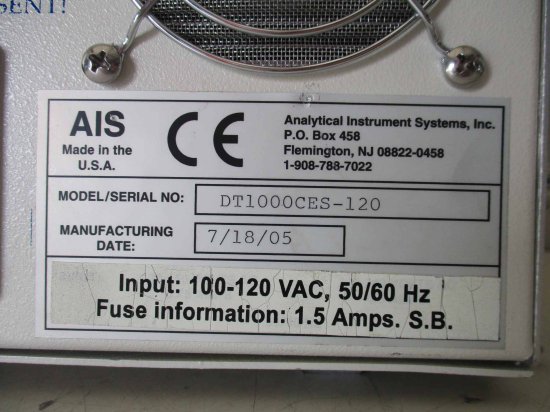 SENT!
AIS
Made in the
U.S.A.
CE
Analytical Instrument Systems, Inc.
P.O. Box 458
Flemington, NJ 08822-0458
1-908-788-7022
MODEL/SERIAL NO: DT1000CES-120
MANUFACTURING
DATE: 7/18/05
Input: 100-120 VAC, 50/60 Hz
Fuse information: 1.5 Amps. S.B.